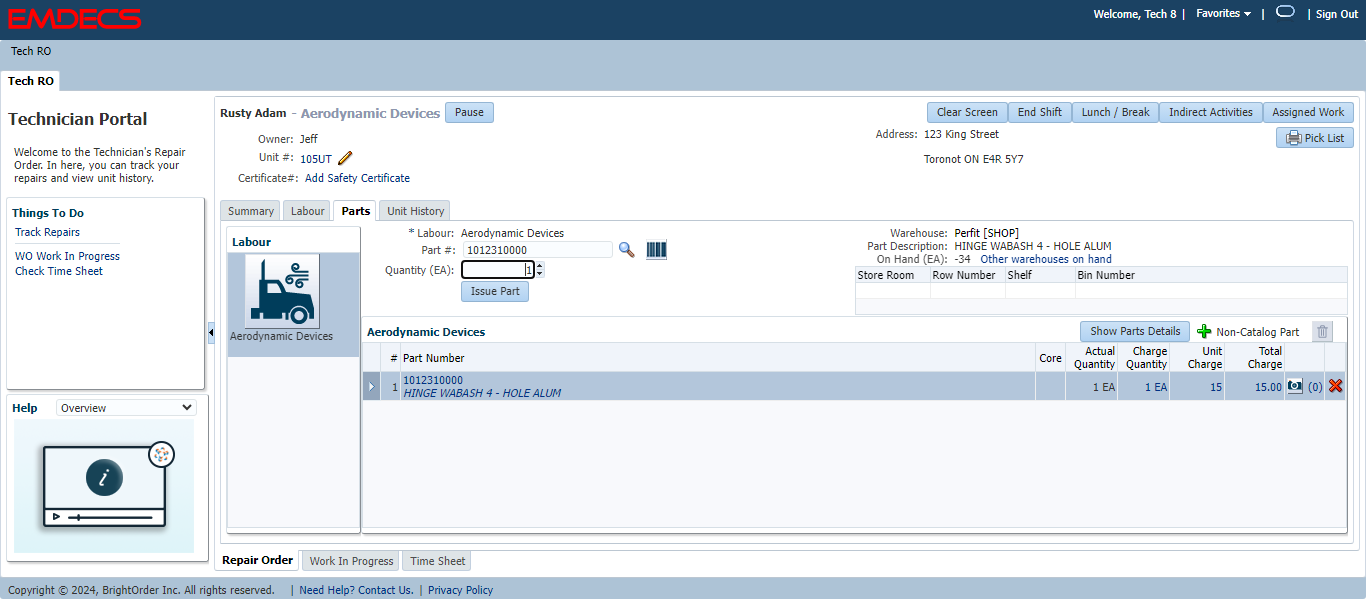 EMDECS
Welcome, Tech 8 | Favorites | | Sign Out
Tech RO
Tech RO
Technician Portal
Welcome to the Technician's Repair
Order. In here, you can track your
repairs and view unit history.
Things To Do
Track Repairs
WO Work In Progress
Check Time Sheet
Help Overview
i
Rusty Adam - Aerodynamic Devices Pause
Clear Screen End Shift Lunch / Break Indirect Activities Assigned Work
Owner: Jeff
Unit #: 105UT
Certificate#: Add Safety Certificate
Address: 123 King Street
Toronot ON E4R 5Y7
Pick List
Summary Labour Parts Unit History
Labour
Aerodynamic Devices
* Labour: Aerodynamic Devices
Part #: 1012310000
Quantity (EA): 1
Issue Part
Warehouse: Perfit [SHOP]
Part Description: HINGE WABASH 4 - HOLE ALUM
On Hand (EA): -34 Other warehouses on hand
Store Room Row Number Shelf Bin Number
Aerodynamic Devices Show Parts Details Non-Catalog Part
# Part Number Core Actual Quantity Charge Quantity Unit Charge Total Charge
1 1012310000 1 EA 1 EA 15 15.00 (0)
HINGE WABASH 4 - HOLE ALUM
Repair Order Work In Progress Time Sheet
Copyright © 2024, BrightOrder Inc. All rights reserved. | Need Help? Contact Us. | Privacy Policy